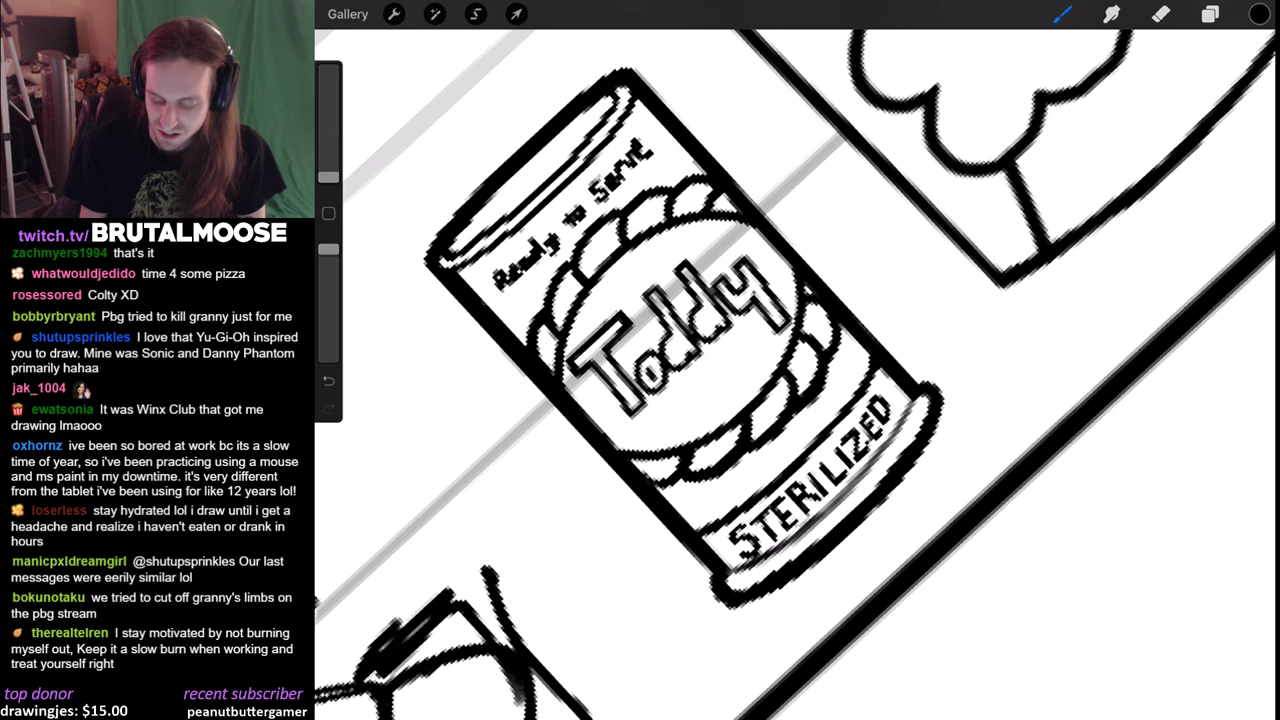 Gallery
Ready to Serve
Toddy
STERILIZED
twitch.tv/BRUTALMOOSE
zachmyers1994 that's it
whatwouldjedido time 4 some pizza
rosessored Colty XD
bobbyrbryant Pbg tried to kill granny just for me
shutupsprinkles I love that Yu-Gi-Oh inspired
you to draw. Mine was Sonic and Danny Phantom
primarily hahaa
jak_1004
ewatsonia It was Winx Club that got me
drawing lmaooo
oxhornz ive been so bored at work bc its a slow
time of year, so i've been practicing using a mouse
and ms paint in my downtime. it's very different
from the tablet i've been using for like 12 years lol!
loserless stay hydrated lol i draw until i get a
headache and realize i haven't eaten or drank in
hours
manicpxldreamgirl @shutupsprinkles Our last
messages were eerily similar lol
bokunotaku we tried to cut off granny's limbs on
the pbg stream
therealtelren I stay motivated by not burning
myself out, Keep it a slow burn when working and
treat yourself right
top donor
drawingjes: $15.00
recent subscriber
peanutbuttergamer